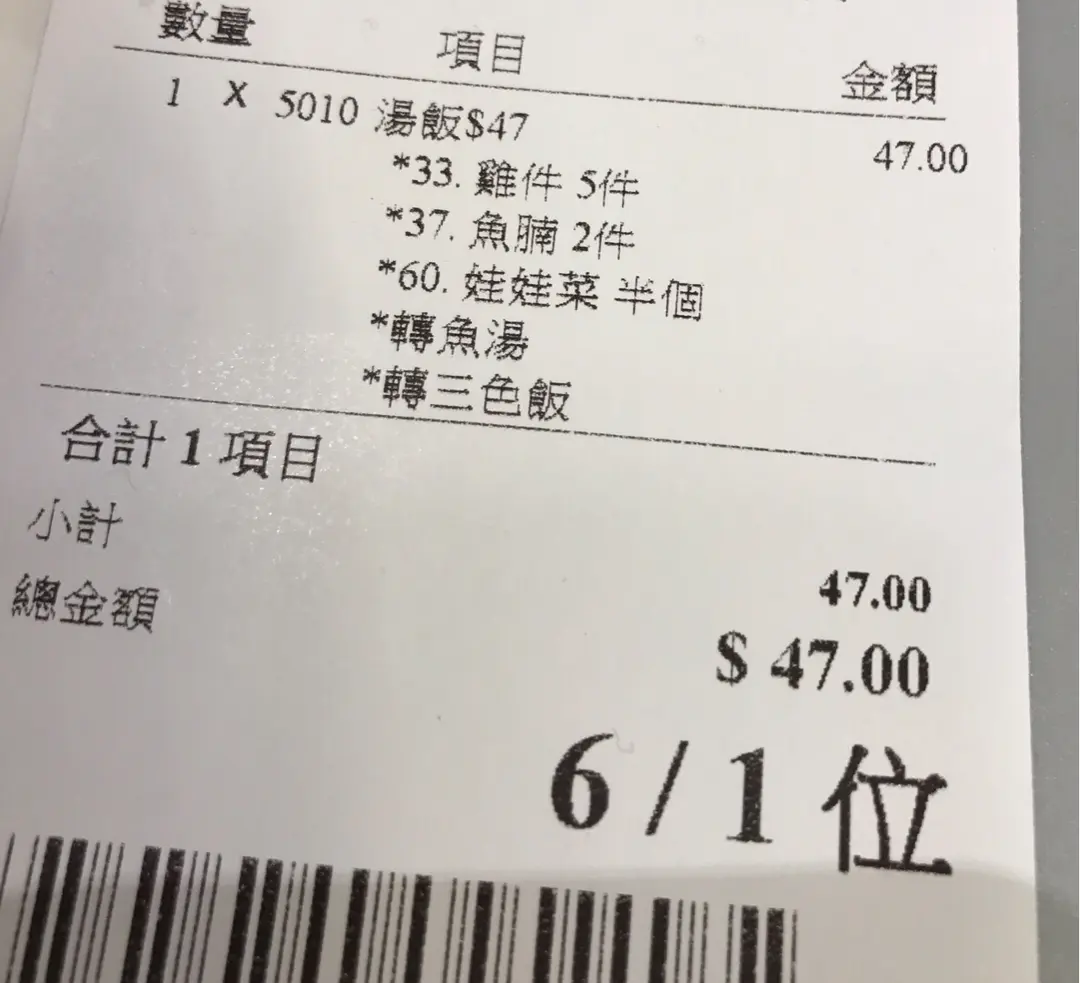 數量 項目 金額
1 X 5010 湯飯$47 47.00
*33. 雞件 5件
*37. 魚腩 2件
*60. 娃娃菜 半個
*轉魚湯
*轉三色飯
合計 1 項目
小計 47.00
總金額 $ 47.00
6 / 1 位